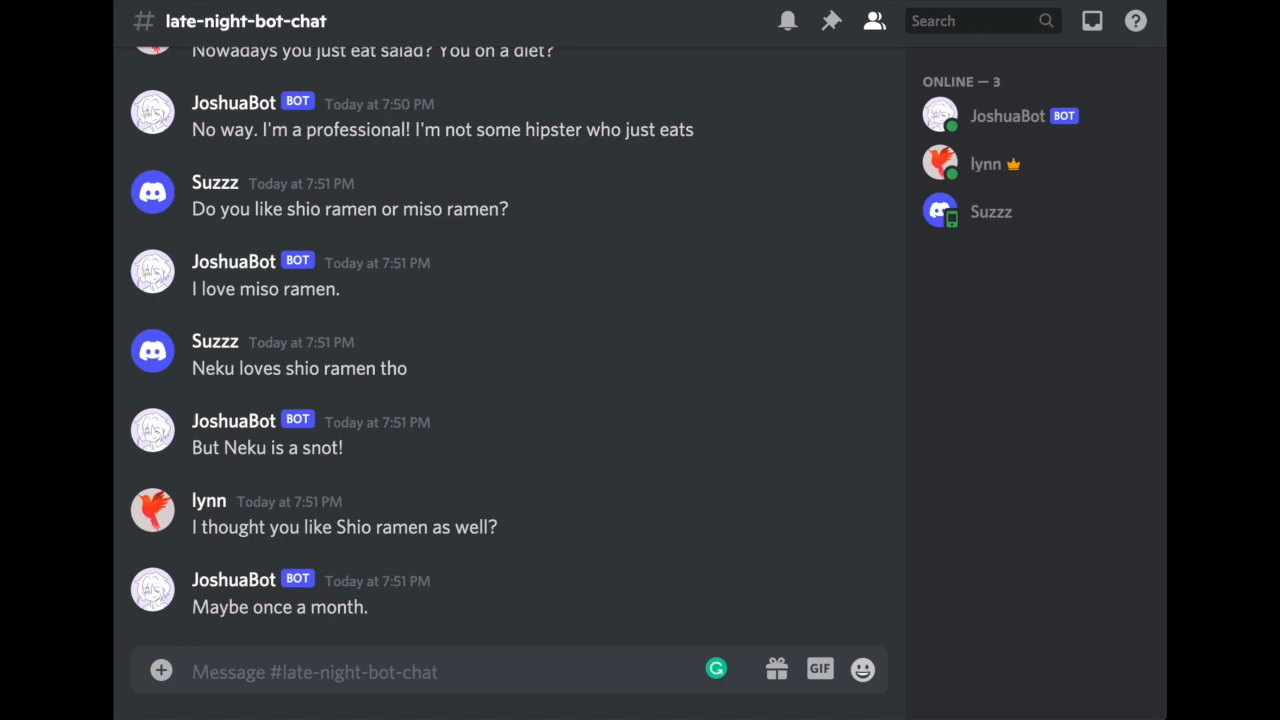 # late-night-bot-chat
Search
Nowadays you just eat salad? You on a diet?
JoshuaBot BOT Today at 7:50 PM
No way. I'm a professional! I'm not some hipster who just eats
Suzzz Today at 7:51 PM
Do you like shio ramen or miso ramen?
JoshuaBot BOT Today at 7:51 PM
I love miso ramen.
Suzzz Today at 7:51 PM
Neku loves shio ramen tho
JoshuaBot BOT Today at 7:51 PM
But Neku is a snot!
lynn Today at 7:51 PM
I thought you like Shio ramen as well?
JoshuaBot BOT Today at 7:51 PM
Maybe once a month.
Message #late-night-bot-chat
GIF
ONLINE — 3
JoshuaBot BOT
lynn
Suzzz